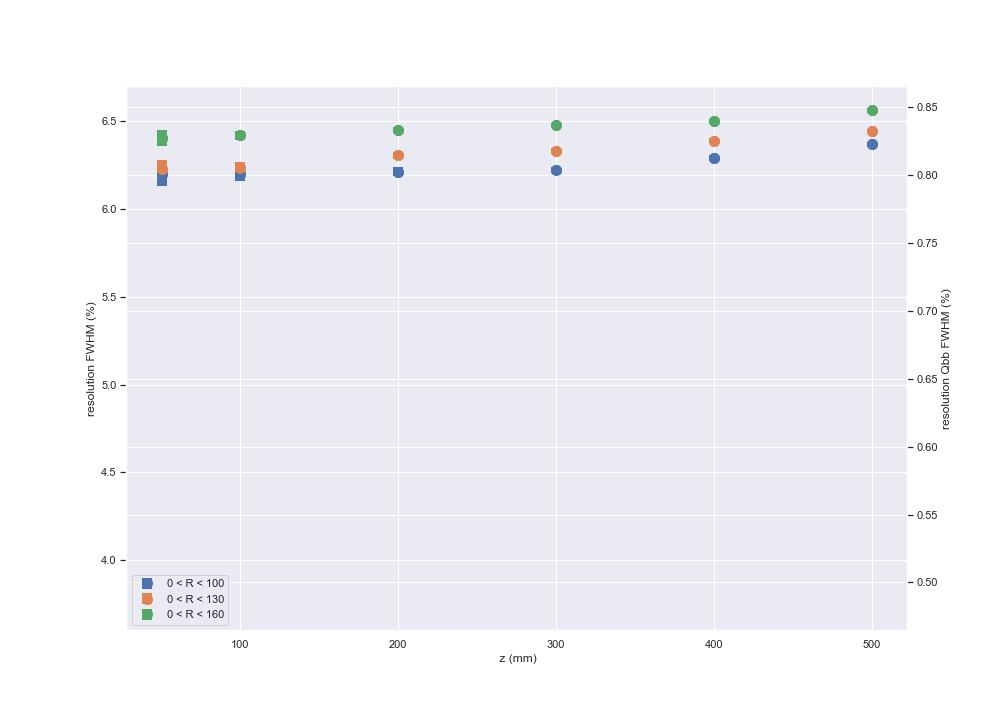 6.5
6.0
5.5
5.0
4.5
4.0
resolution FWHM (%)
0.85
0.80
0.75
0.70
0.65
0.60
0.55
0.50
resolution Qbb FWHM (%)
0 < R < 100
0 < R < 130
0 < R < 160
100 200 300 400 500
z (mm)